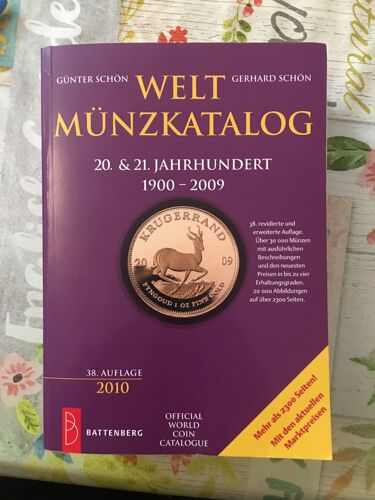 GÜNTER SCHÖN
GERHARD SCHÖN
WELT
MÜNZKATALOG
20. & 21. JAHRHUNDERT
1900 – 2009
KRUGERRAND
20 09
FYNGOUD 1 OZ FINE GOLD
38. revidierte und
erweiterte Auflage.
Über 30 000 Münzen
mit ausführlichen
Beschreibungen
und den neuesten
Preisen in bis zu vier
Erhaltungsgraden.
20 000 Abbildungen
auf über 2300 Seiten.
38. AUFLAGE
2010
BATTENBERG
OFFICIAL
WORLD
COIN
CATALOGUE
Mehr als 2300 Seiten!
Mit den aktuellen
Marktpreisen